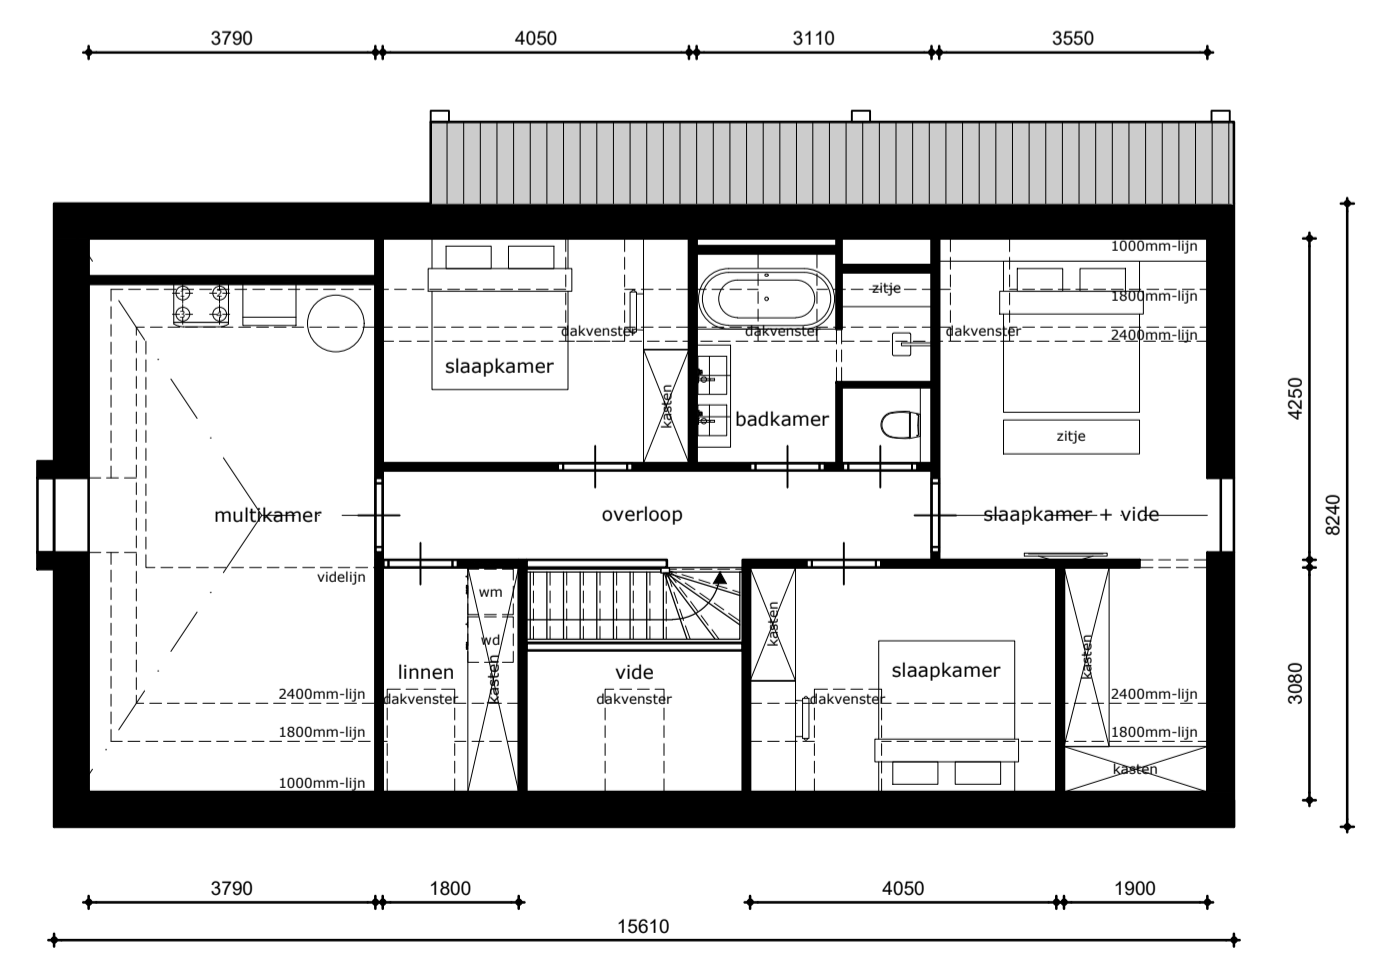 3790 4050 3110 3550
1000mm-lijn
zitje
1800mm-lijn
dakvenster dakvenster dakvenster 2400mm-lijn
slaapkamer
kasten
badkamer
zitje
4250
multikamer overloop slaapkamer + vide
8240
videlijn
wm
kasten
wd
linnen vide slaapkamer
kasten
kasten
3080
2400mm-lijn 2400mm-lijn
dakvenster dakvenster dakvenster
1800mm-lijn 1800mm-lijn
kasten
1000mm-lijn
3790 1800 4050 1900
15610